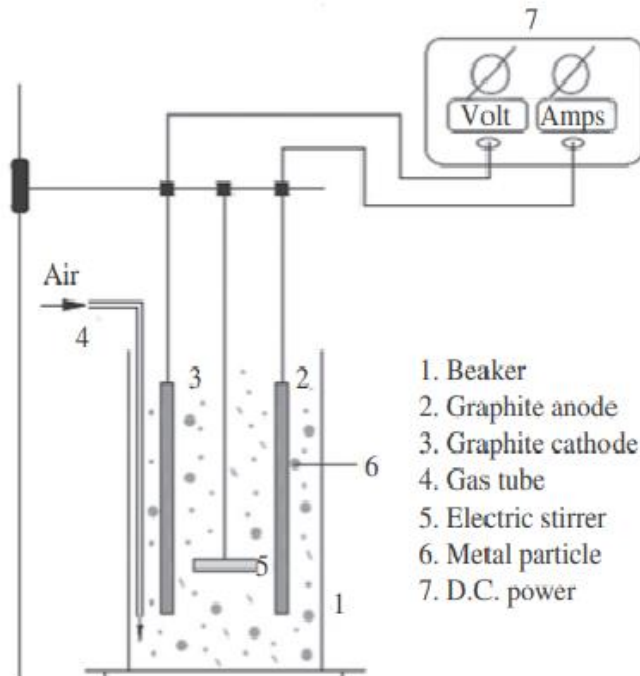 7
Volt Amps
Air
4
3
2
6
5
1
1. Beaker
2. Graphite anode
3. Graphite cathode
4. Gas tube
5. Electric stirrer
6. Metal particle
7. D.C. power